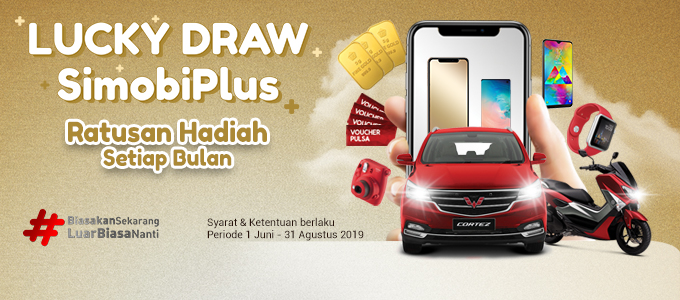 LUCKY DRAW
SimobiPlus
Ratusan Hadiah
Setiap Bulan
#BiasakanSekarang
LuarBiasaNanti
Syarat & Ketentuan berlaku
Periode 1 Juni - 31 Agustus 2019
VOUCHER
VOUCHER
VOUCHER
VOUCHER
PULSA
CORTEZ